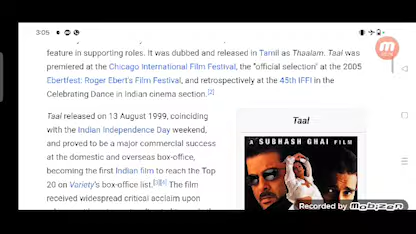 3:06
feature in supporting roles. It was dubbed and released in Tamil as Thaalam. Taal was
premiered at the Chicago International Film Festival, the "official selection" at the 2005
Ebertfest: Roger Ebert's Film Festival, and retrospectively at the 45th IFFI in the
Celebrating Dance in Indian cinema section.[2]
Taal released on 13 August 1999, coinciding
with the Indian Independence Day weekend,
and proved to be a major commercial success
at the domestic and overseas box-office,
becoming the first Indian film to reach the Top
20 on Variety's box-office list.[3][4] The film
received widespread critical acclaim upon
Taal
A SUBHASH GHAI FILM
Recorded by Mobizen